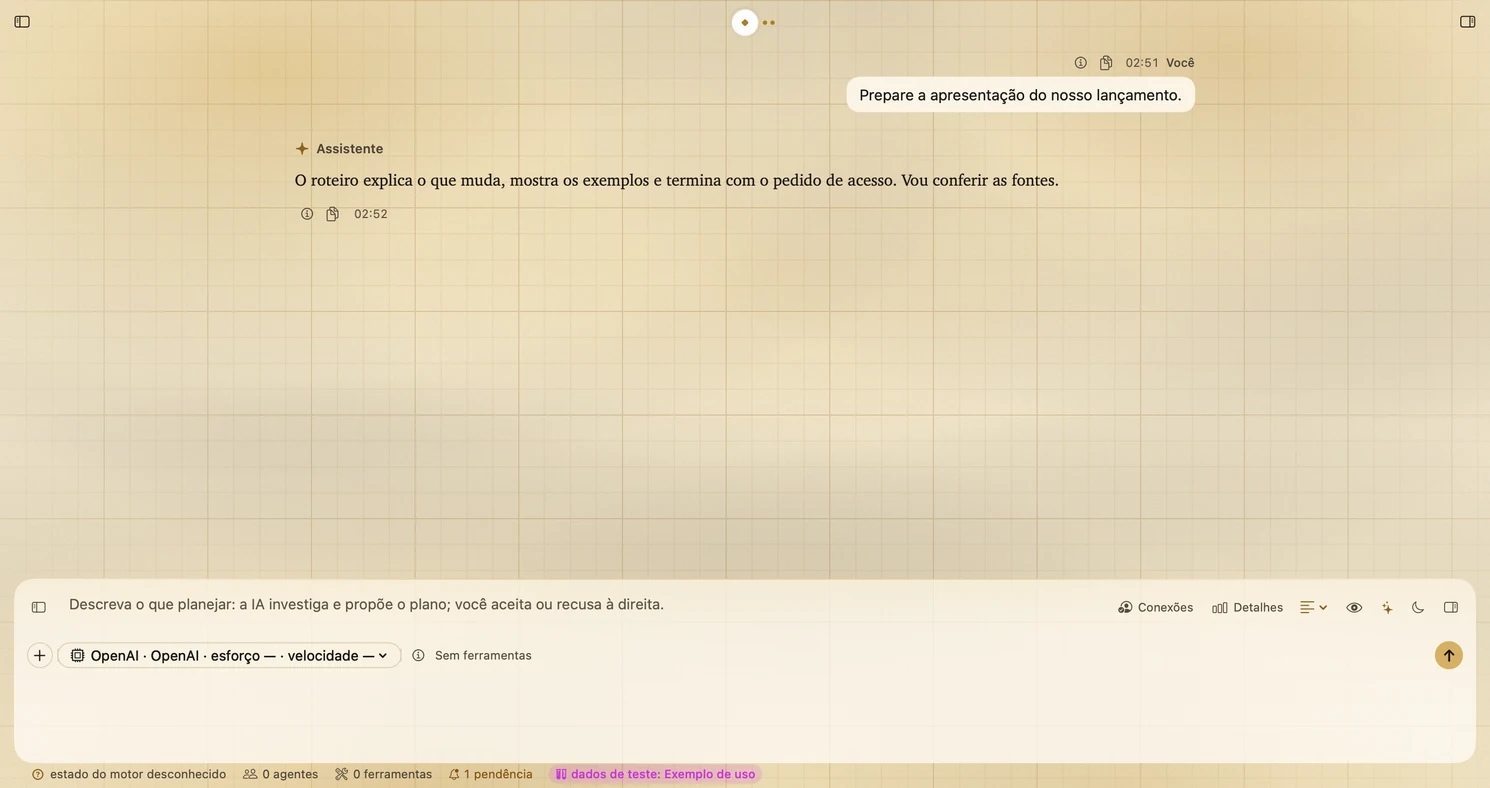 02:51 Você
Prepare a apresentação do nosso lançamento.
Assistente
O roteiro explica o que muda, mostra os exemplos e termina com o pedido de acesso. Vou conferir as fontes.
02:52
Descreva o que planejar: a IA investiga e propõe o plano; você aceita ou recusa à direita.
Conexões Detalhes
OpenAI · OpenAI · esforço — · velocidade — Sem ferramentas
estado do motor desconhecido 0 agentes 0 ferramentas 1 pendência dados de teste: Exemplo de uso